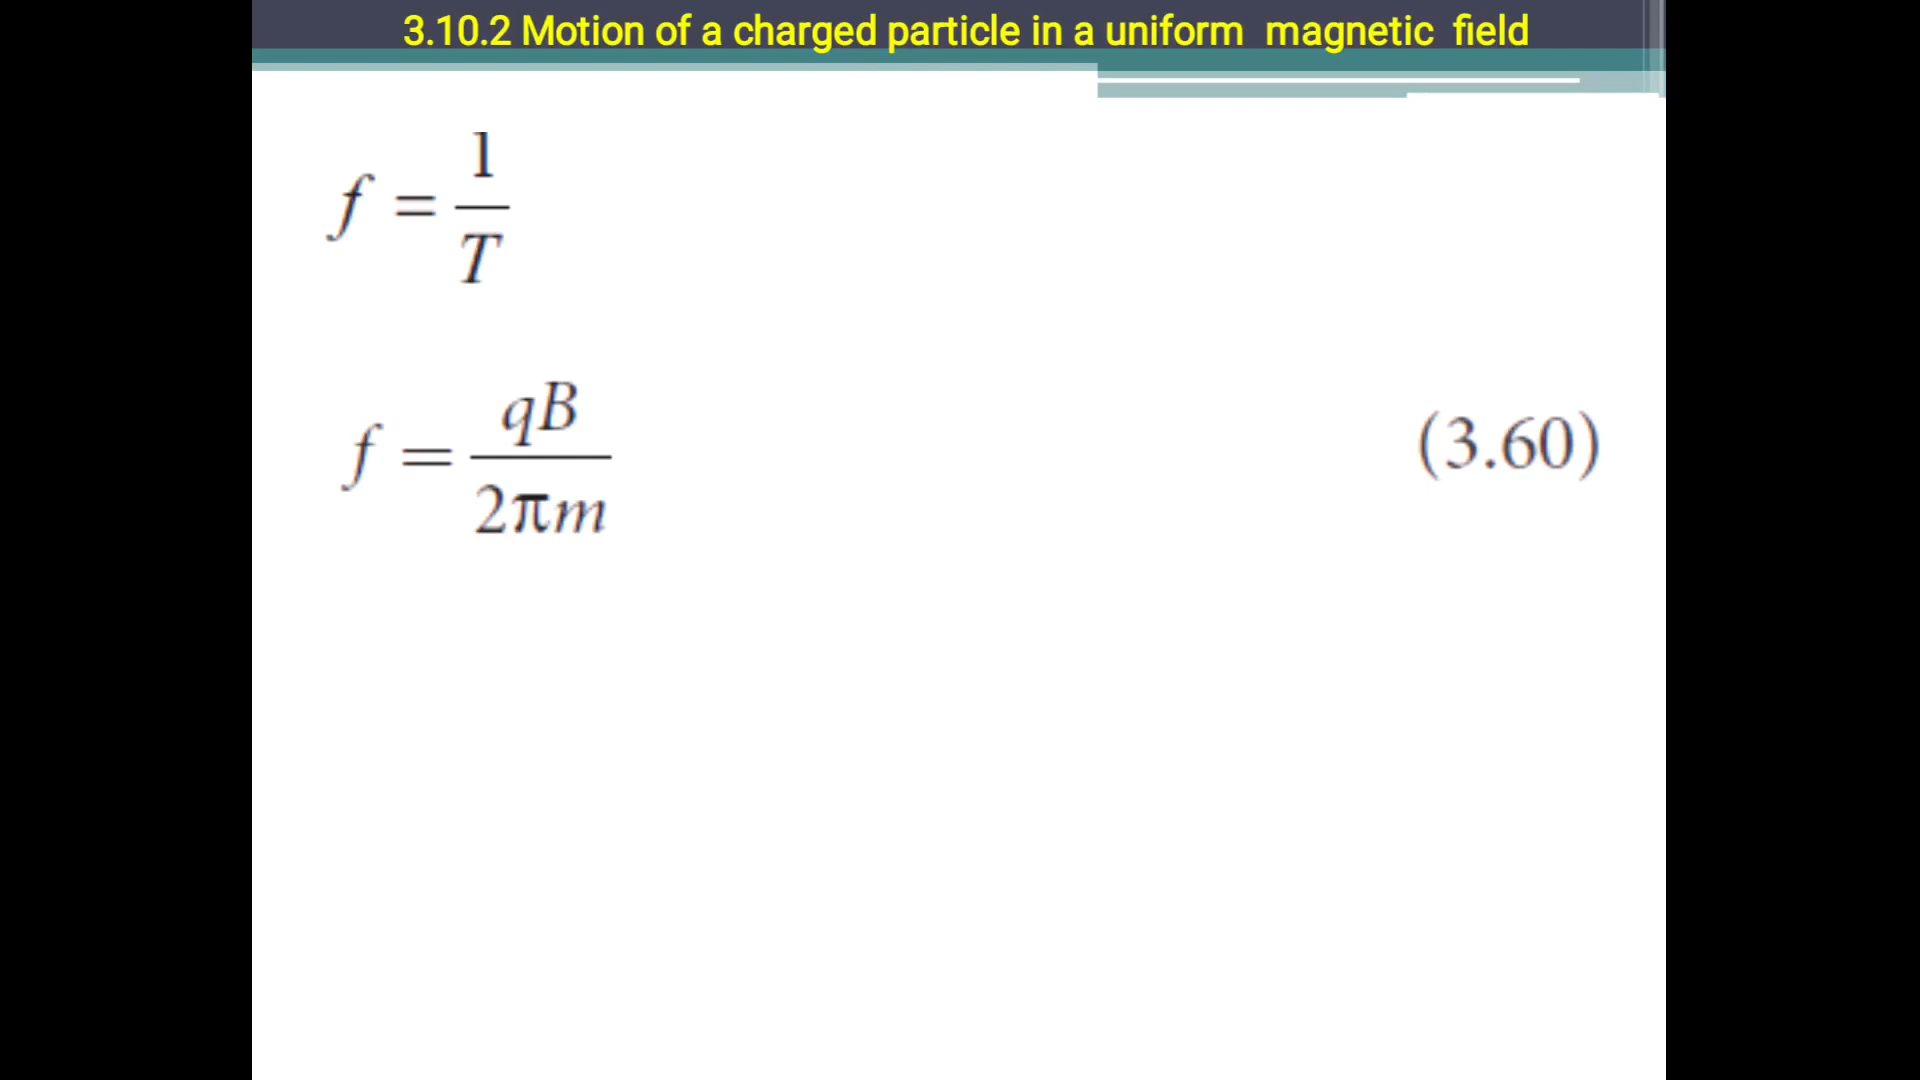 3.10.2 Motion of a charged particle in a uniform magnetic field
f = 1/T
f = qB/2πm (3.60)